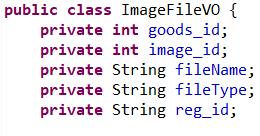 public class ImageFileVO {
    private int goods_id;
    private int image_id;
    private String fileName;
    private String fileType;
    private String reg_id;